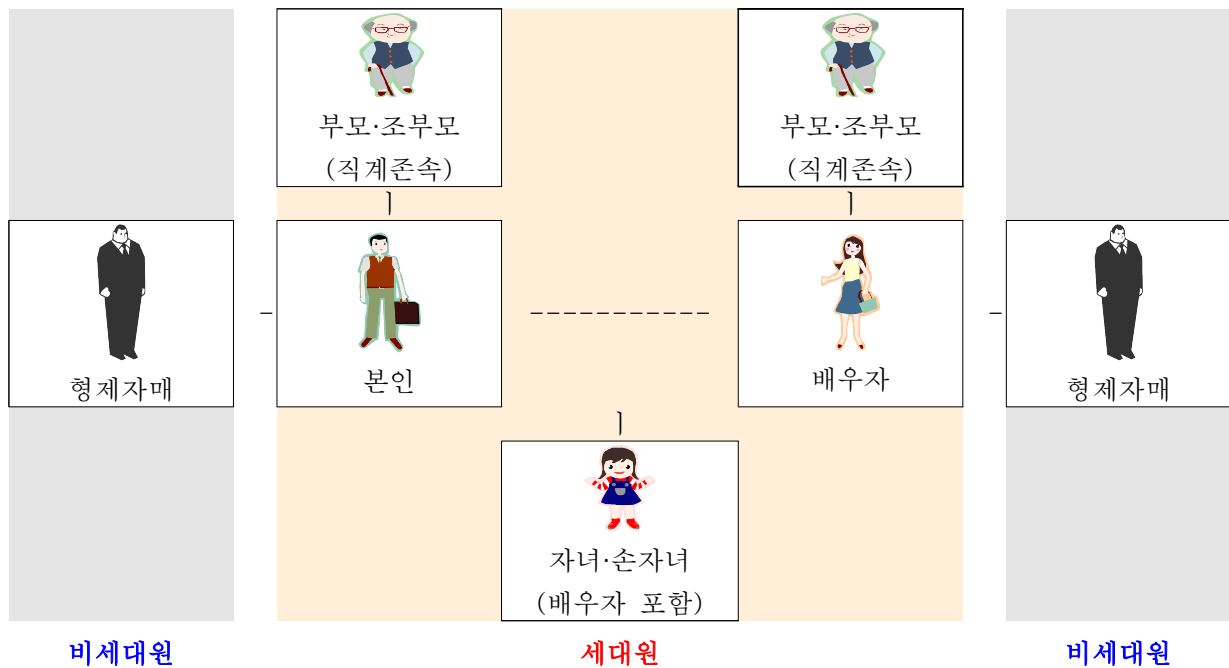 부모·조부모
(직계존속)
부모·조부모
(직계존속)
형제자매
본인
배우자
형제자매
자녀·손자녀
(배우자 포함)
비세대원
세대원
비세대원